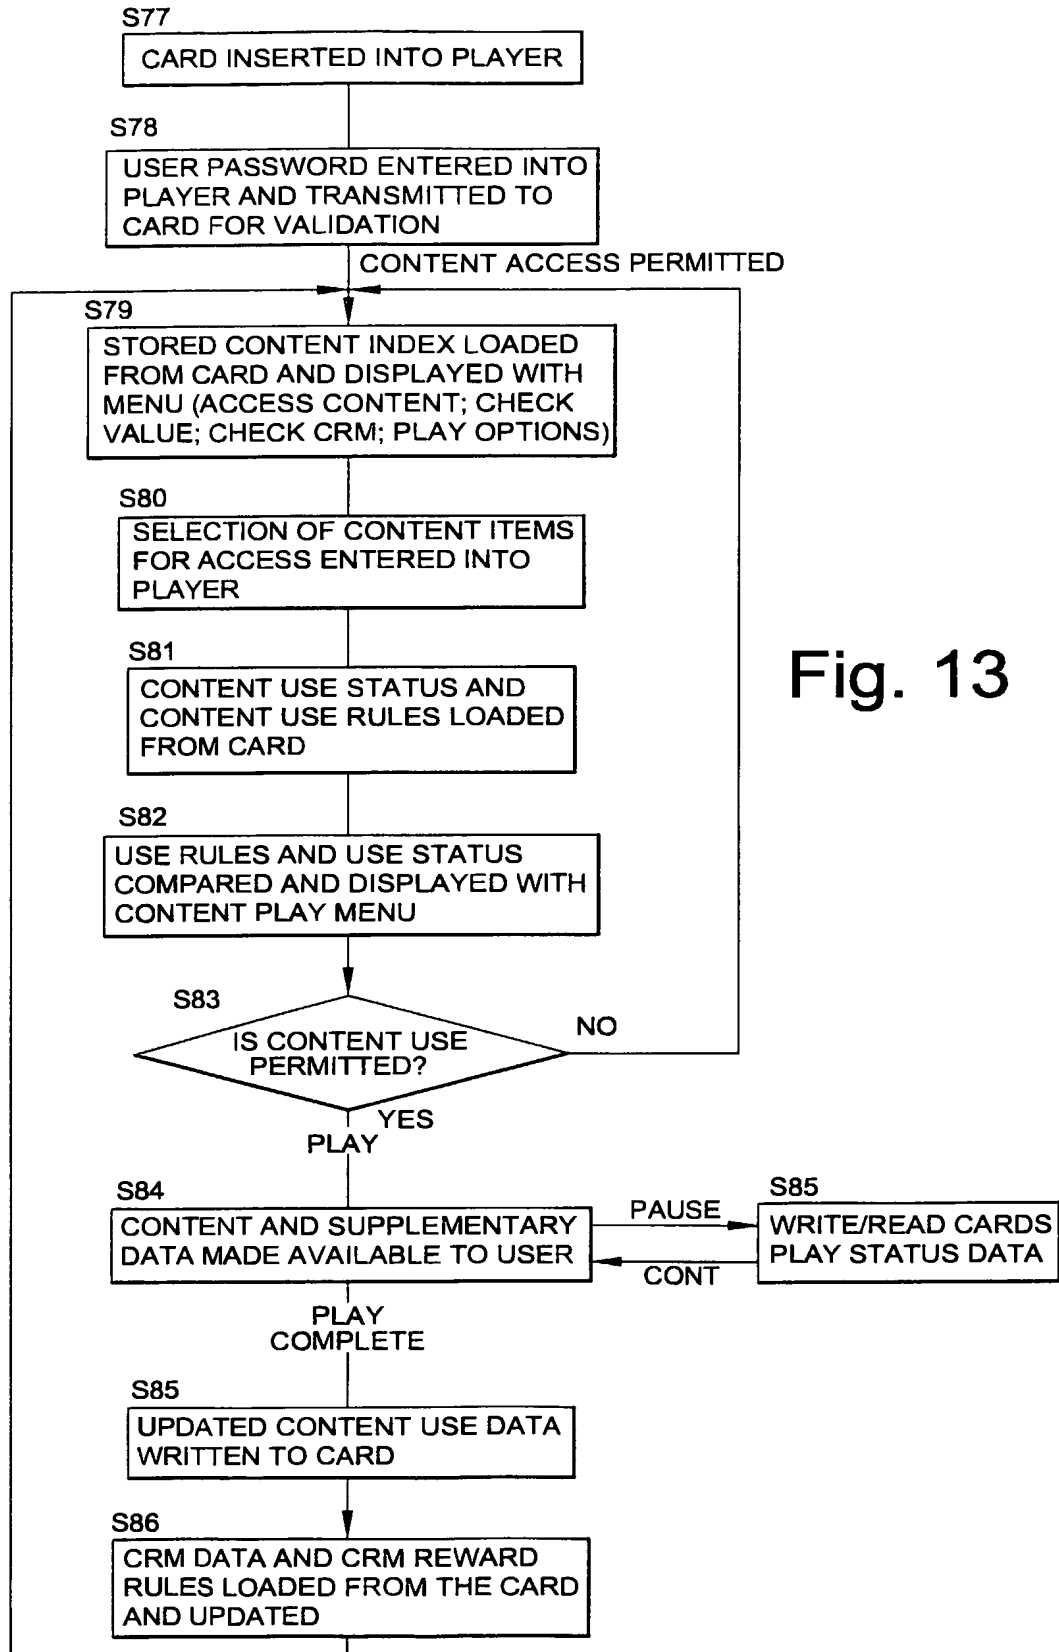 S77
CARD INSERTED INTO PLAYER
S78
USER PASSWORD ENTERED INTO
PLAYER AND TRANSMITTED TO
CARD FOR VALIDATION
CONTENT ACCESS PERMITTED
S79
STORED CONTENT INDEX LOADED
FROM CARD AND DISPLAYED WITH
MENU (ACCESS CONTENT; CHECK
VALUE; CHECK CRM; PLAY OPTIONS)
S80
SELECTION OF CONTENT ITEMS
FOR ACCESS ENTERED INTO
PLAYER
S81
CONTENT USE STATUS AND
CONTENT USE RULES LOADED
FROM CARD
Fig. 13
S82
USE RULES AND USE STATUS
COMPARED AND DISPLAYED WITH
CONTENT PLAY MENU
S83
IS CONTENT USE
PERMITTED?
NO
YES
PLAY
S84
CONTENT AND SUPPLEMENTARY
DATA MADE AVAILABLE TO USER
PAUSE
CONT
S85
WRITE/READ CARDS
PLAY STATUS DATA
PLAY
COMPLETE
S85
UPDATED CONTENT USE DATA
WRITTEN TO CARD
S86
CRM DATA AND CRM REWARD
RULES LOADED FROM THE CARD
AND UPDATED